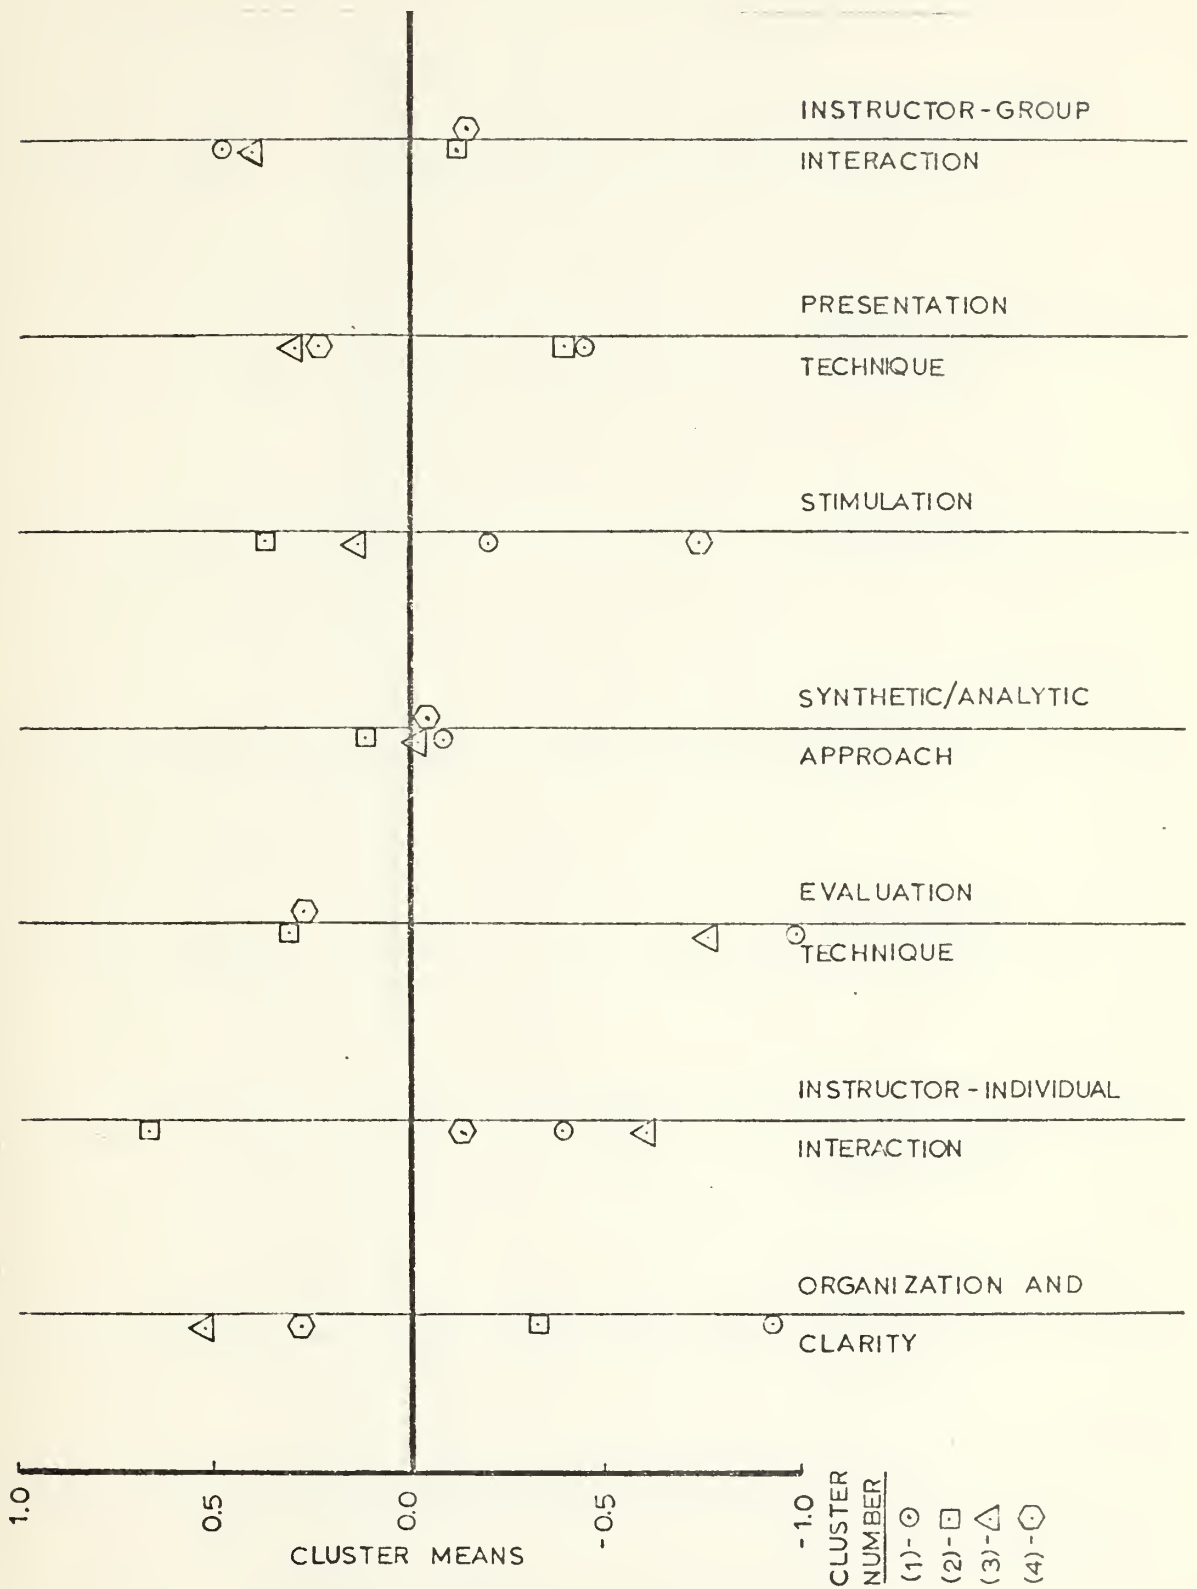 INSTRUCTOR-GROUP
INTERACTION
PRESENTATION
TECHNIQUE
STIMULATION
SYNTHETIC/ANALYTIC
APPROACH
EVALUATION
TECHNIQUE
INSTRUCTOR-INDIVIDUAL
INTERACTION
ORGANIZATION AND
CLARITY
1.0
0.5
0.0
-0.5
-1.0
CLUSTER MEANS
CLUSTER
NUMBER
(1)-
(2)-
(3)-
(4)-